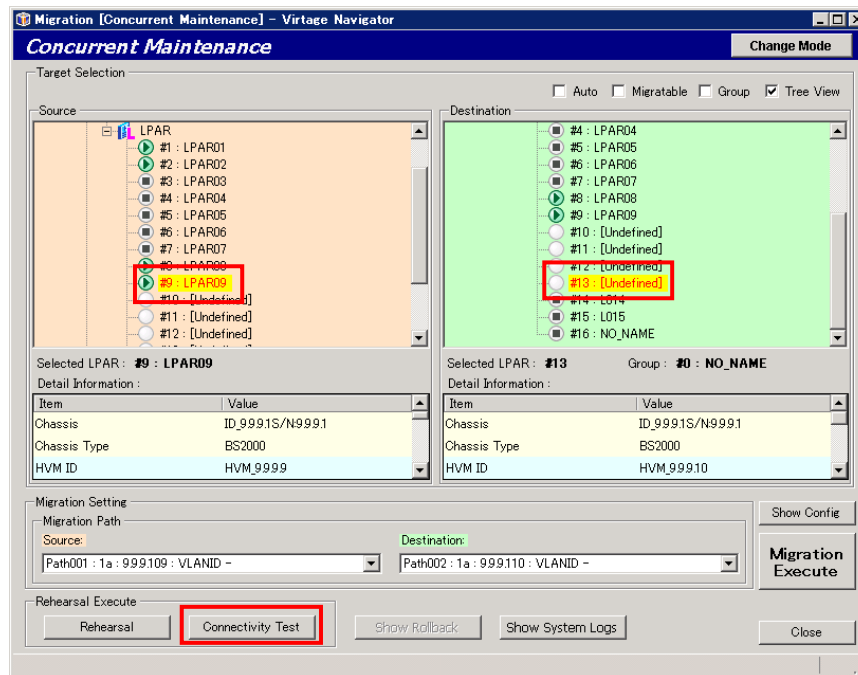 Migration [Concurrent Maintenance] - Virtage Navigator
Concurrent Maintenance
Change Mode
Target Selection
Auto Migratable Group Tree View
Source
LPAR
#1 : LPAR01
#2 : LPAR02
#3 : LPAR03
#4 : LPAR04
#5 : LPAR05
#6 : LPAR06
#7 : LPAR07
#8 : LPAR08
#9 : LPAR09
#10 : [Undefined]
#11 : [Undefined]
#12 : [Undefined]
Selected LPAR : #9 : LPAR09
Detail Information :
Item Value
Chassis ID_9.9.9.1S/N:9.9.9.1
Chassis Type BS2000
HVM ID HVM_9.9.9.9
Destination
#4 : LPAR04
#5 : LPAR05
#6 : LPAR06
#7 : LPAR07
#8 : LPAR08
#9 : LPAR09
#10 : [Undefined]
#11 : [Undefined]
#12 : [Undefined]
#13 : [Undefined]
#14 : L014
#15 : L015
#16 : NO_NAME
Selected LPAR : #13 Group : #0 : NO_NAME
Detail Information :
Item Value
Chassis ID_9.9.9.1S/N:9.9.9.1
Chassis Type BS2000
HVM ID HVM_9.9.9.10
Migration Setting
Migration Path
Source:
Path001 : 1a : 9.9.9.109 : VLANID -
Destination:
Path002 : 1a : 9.9.9.110 : VLANID -
Show Config
Migration
Execute
Rehearsal Execute
Rehearsal
Connectivity Test
Show Rollback
Show System Logs
Close